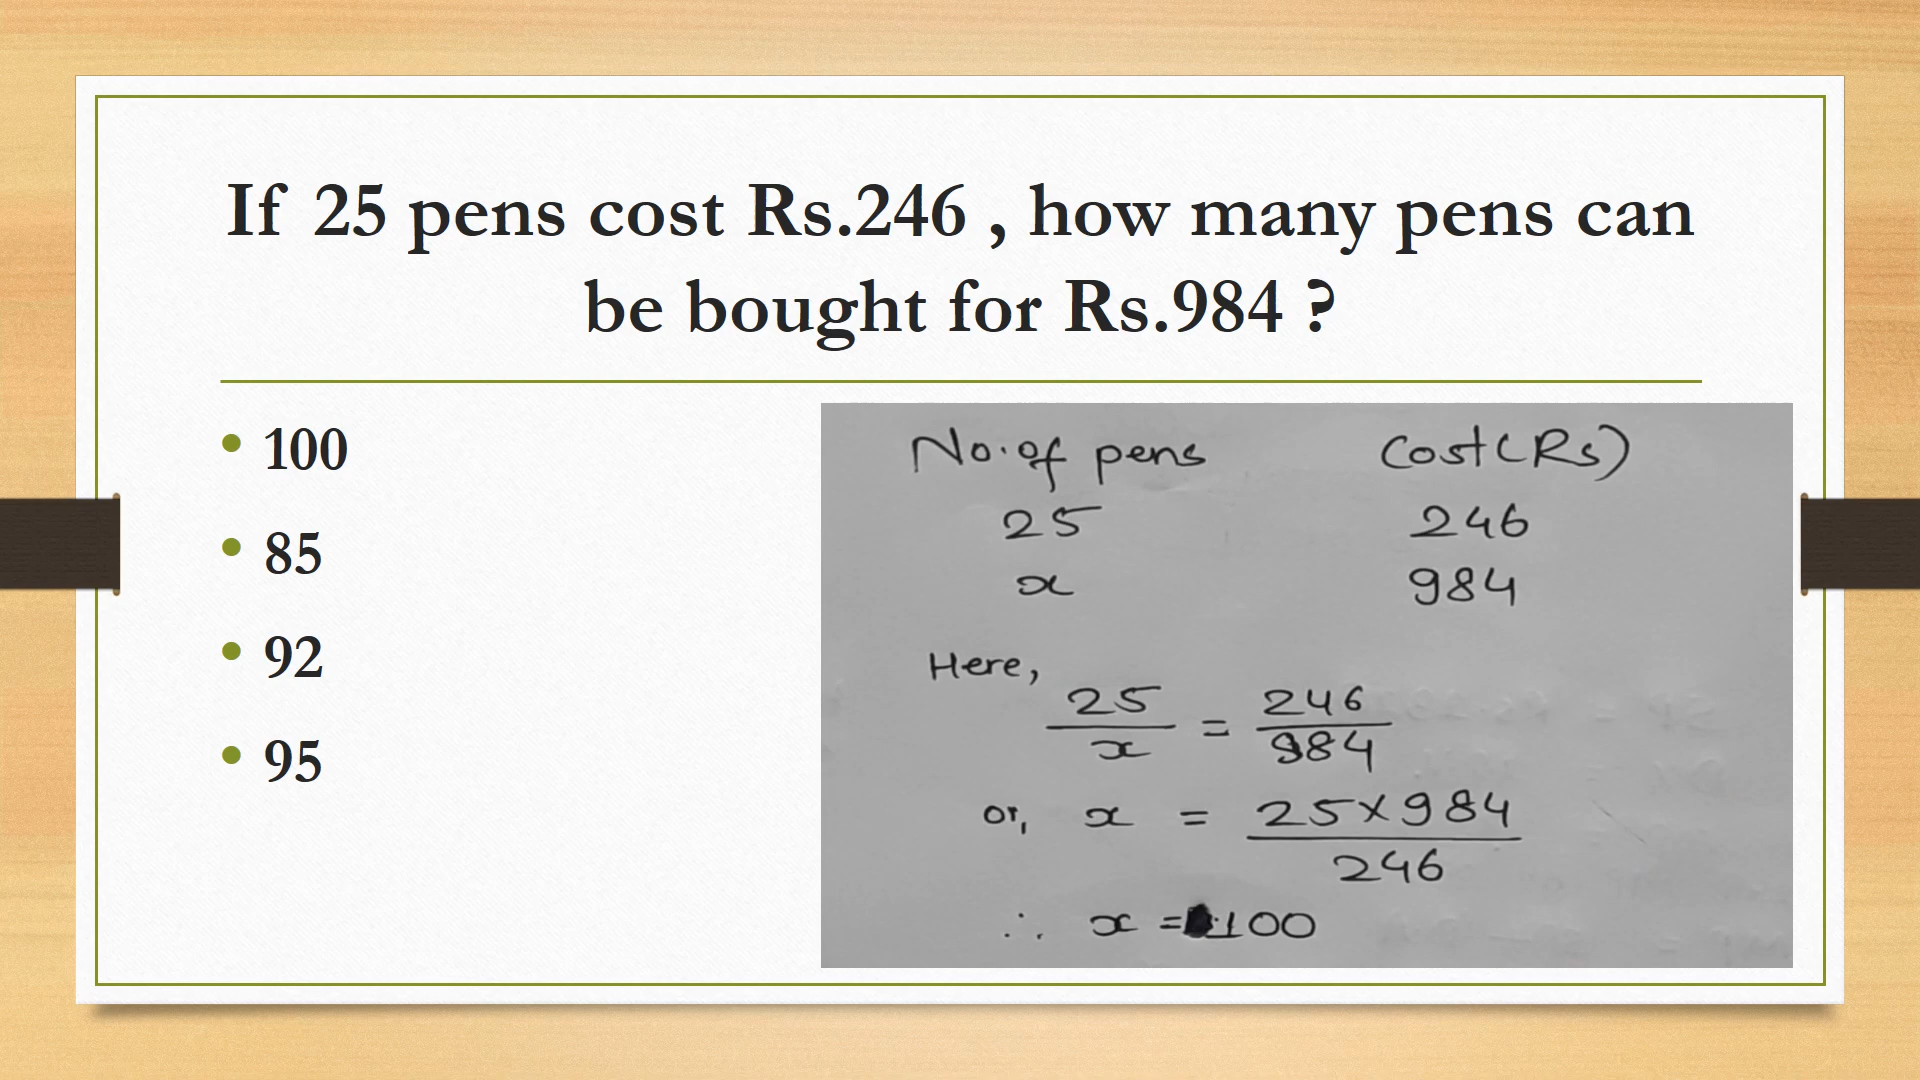 If 25 pens cost Rs.246 , how many pens can
be bought for Rs.984 ?
• 100
• 85
• 92
• 95
No. of pens Cost (Rs)
25 246
x 984
Here,
25/x = 246/984
or, x = 25×984/246
∴ x = 100